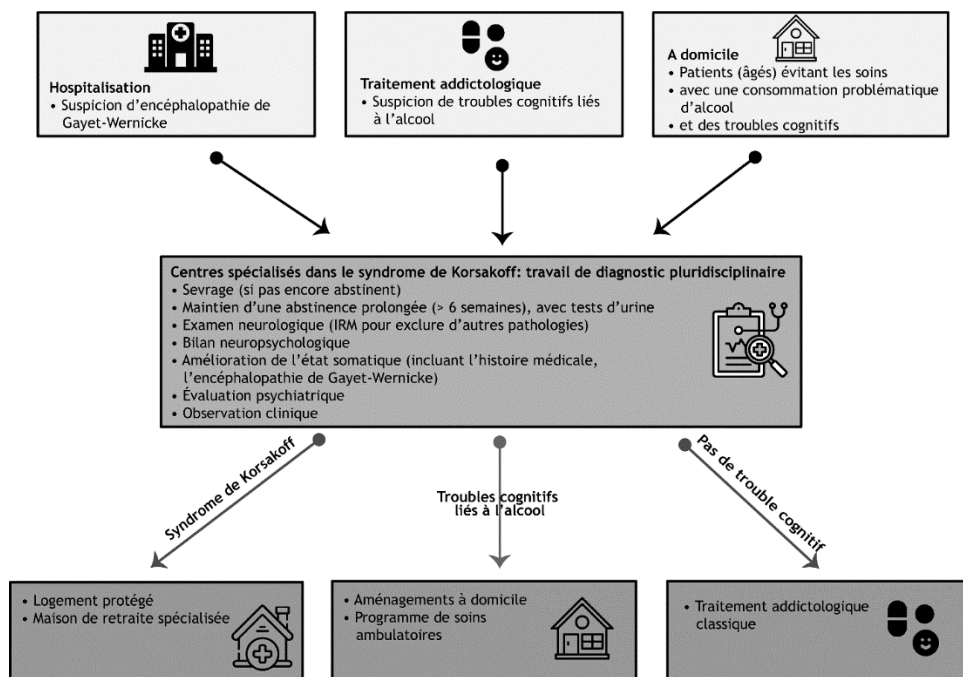 Hospitalisation
• Suspicion d'encéphalopathie de
Gayet-Wernicke
Traitement addictologique
• Suspicion de troubles cognitifs liés
à l'alcool
A domicile
• Patients (âgés) évitant les soins
• avec une consommation problématique
d'alcool
• et des troubles cognitifs
Centres spécialisés dans le syndrome de Korsakoff: travail de diagnostic pluridisciplinaire
• Sevrage (si pas encore abstinent)
• Maintien d'une abstinence prolongée (> 6 semaines), avec tests d'urine
• Examen neurologique (IRM pour exclure d'autres pathologies)
• Bilan neuropsychologique
• Amélioration de l'état somatique (incluant l'histoire médicale,
l'encéphalopathie de Gayet-Wernicke)
• Évaluation psychiatrique
• Observation clinique
Syndrome de Korsakoff
Troubles cognitifs
liés à l'alcool
Pas de trouble cognitif
• Logement protégé
• Maison de retraite spécialisée
• Aménagements à domicile
• Programme de soins
ambulatoires
• Traitement addictologique
classique